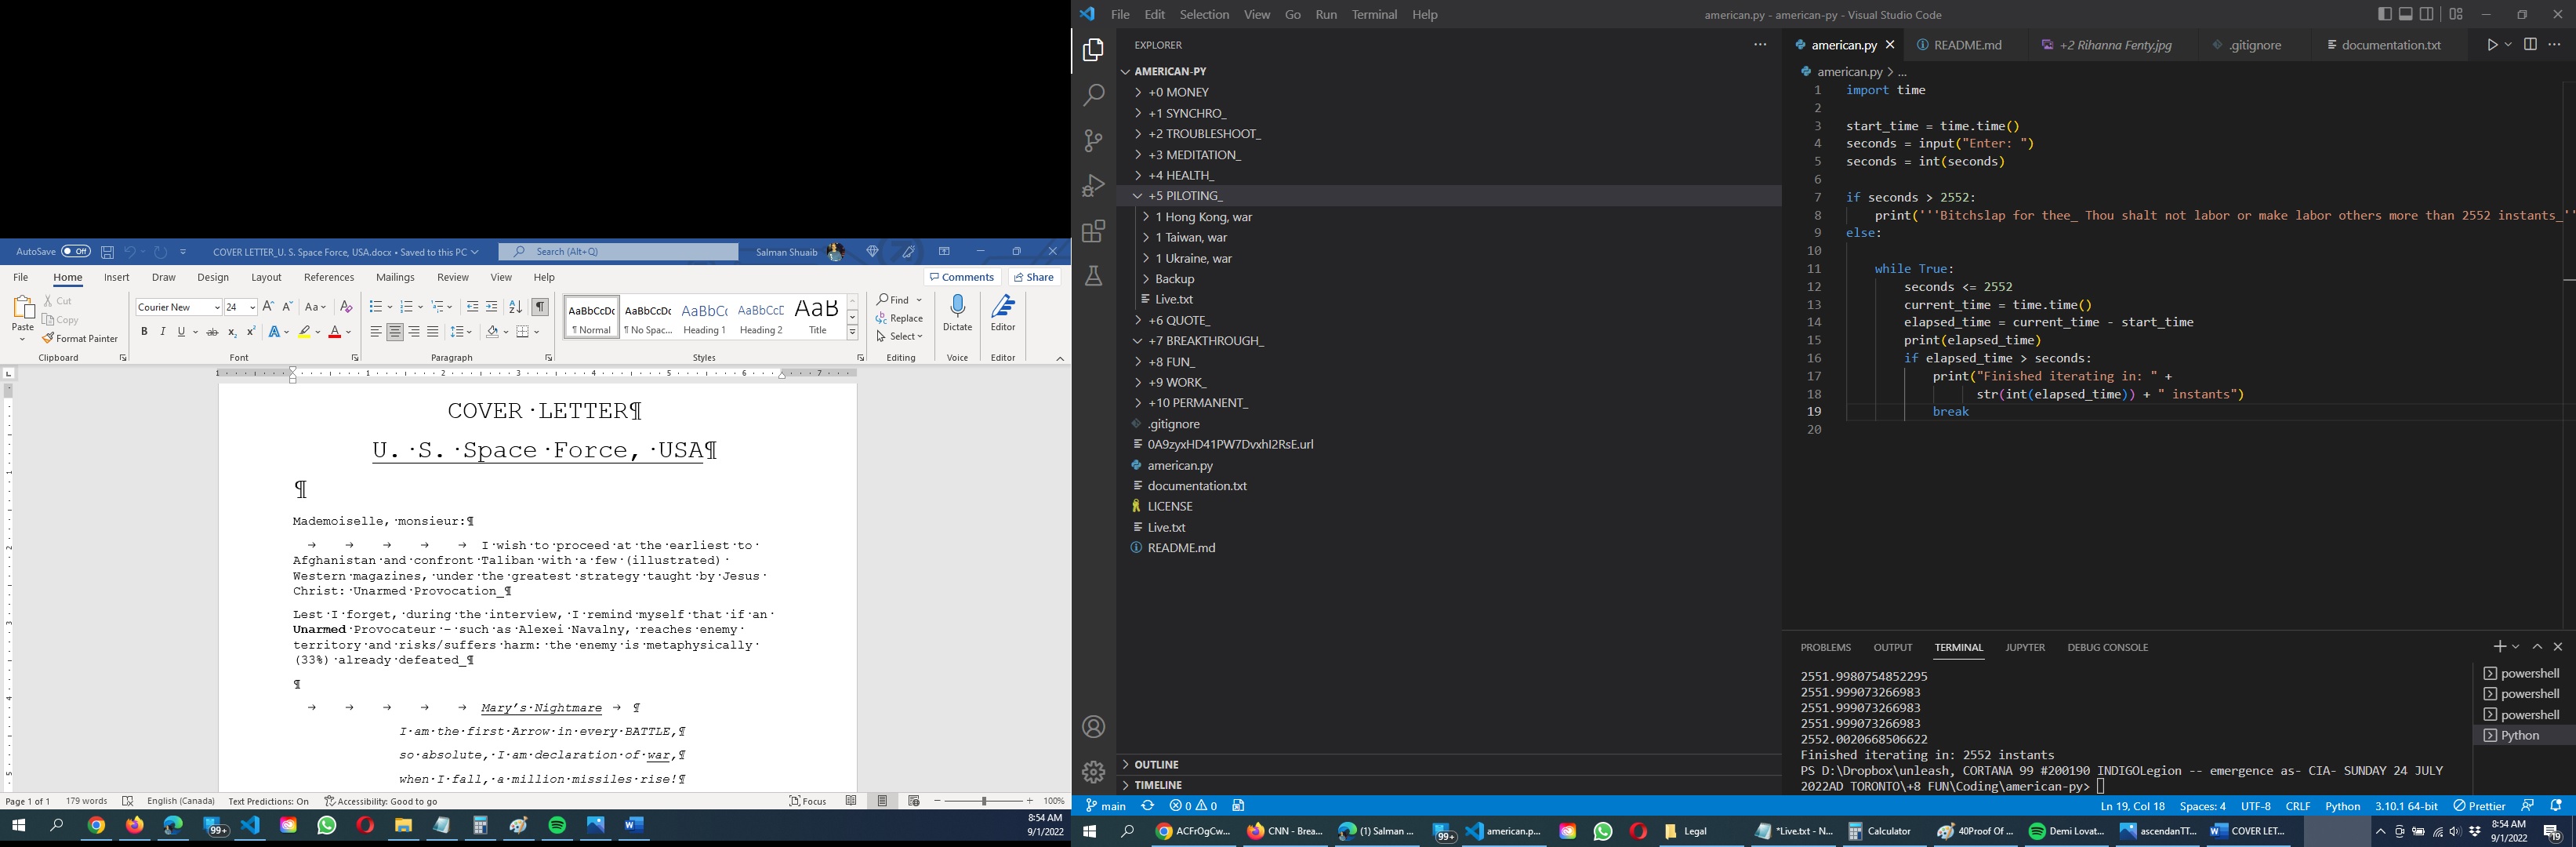 AutoSave Off COVER LETTER_U. S. Space Force, USA.docx • Saved to this PC Search (Alt+Q) Salman Shuaib
File Home Insert Draw Design Layout References Mailings Review View Help Comments Share
Paste Cut Copy Format Painter
Courier New 24
Aa
B I U ab x₂ x² A A
AaBbCcDc AaBbCcDc AaBbCc AaBbCcD AaB
¶ Normal ¶ No Spac... Heading 1 Heading 2 Title
Find
Replace
Select
Dictate Editor
Clipboard Font Paragraph Styles Editing Voice Editor
1 1 2 3 4 5 6 7
COVER·LETTER¶
U.·S.·Space·Force,·USA¶
¶
Mademoiselle,·monsieur:¶
→ → → → → I·wish·to·proceed·at·the·earliest·to·
Afghanistan·and·confront·Taliban·with·a·few·(illustrated)·
Western·magazines,·under·the·greatest·strategy·taught·by·Jesus·
Christ:·Unarmed·Provocation_¶
Lest·I·forget,·during·the·interview,·I·remind·myself·that·if·an·
Unarmed·Provocateur·–·such·as·Alexei·Navalny,·reaches·enemy·
territory·and·risks/suffers·harm:·the·enemy·is·metaphysically·
(33%)·already·defeated_¶
¶
→ → → → → Mary's·Nightmare → ¶
I·am·the·first·Arrow·in·every·BATTLE,¶
so·absolute,·I·am·declaration·of·war,¶
when·I·fall,·a·million·missiles·rise!¶
Page 1 of 1 179 words English (Canada) Text Predictions: On Accessibility: Good to go Focus 100%
99+
8:54 AM
9/1/2022
File Edit Selection View Go Run Terminal Help american.py - american-py - Visual Studio Code
EXPLORER
AMERICAN-PY
+0 MONEY
+1 SYNCHRO_
+2 TROUBLESHOOT_
+3 MEDITATION_
+4 HEALTH_
+5 PILOTING_
1 Hong Kong, war
1 Taiwan, war
1 Ukraine, war
Backup
Live.txt
+6 QUOTE_
+7 BREAKTHROUGH_
+8 FUN_
+9 WORK_
+10 PERMANENT_
.gitignore
0A9zyxHD41PW7DvxhI2RsE.url
american.py
documentation.txt
LICENSE
Live.txt
README.md
OUTLINE
TIMELINE
american.py README.md +2 Rihanna Fenty.jpg .gitignore documentation.txt
american.py > ...
1 import time
2
3 start_time = time.time()
4 seconds = input("Enter: ")
5 seconds = int(seconds)
6
7 if seconds > 2552:
8 print('''Bitchslap for thee_ Thou shalt not labor or make labor others more than 2552 instants_''
9 else:
10
11 while True:
12 seconds <= 2552
13 current_time = time.time()
14 elapsed_time = current_time - start_time
15 print(elapsed_time)
16 if elapsed_time > seconds:
17 print("Finished iterating in: " +
18 str(int(elapsed_time)) + " instants")
19 break
20
PROBLEMS OUTPUT TERMINAL JUPYTER DEBUG CONSOLE
2551.9980754852295
2551.999073266983
2551.999073266983
2551.999073266983
2552.0020668506622
Finished iterating in: 2552 instants
PS D:\Dropbox\unleash, CORTANA 99 #200190 INDIGOLegion -- emergence as- CIA- SUNDAY 24 JULY
2022AD TORONTO\+8 FUN\Coding\american-py>
powershell
powershell
powershell
Python
main 0 0 Ln 19, Col 18 Spaces: 4 UTF-8 CRLF Python 3.10.1 64-bit Prettier
ACFrOgCw... CNN - Brea... (1) Salman ... 99+ american.p... Legal *Live.txt - N... Calculator 40Proof Of ... Demi Lovat... ascendanTT... COVER LET...
8:54 AM
9/1/2022
19